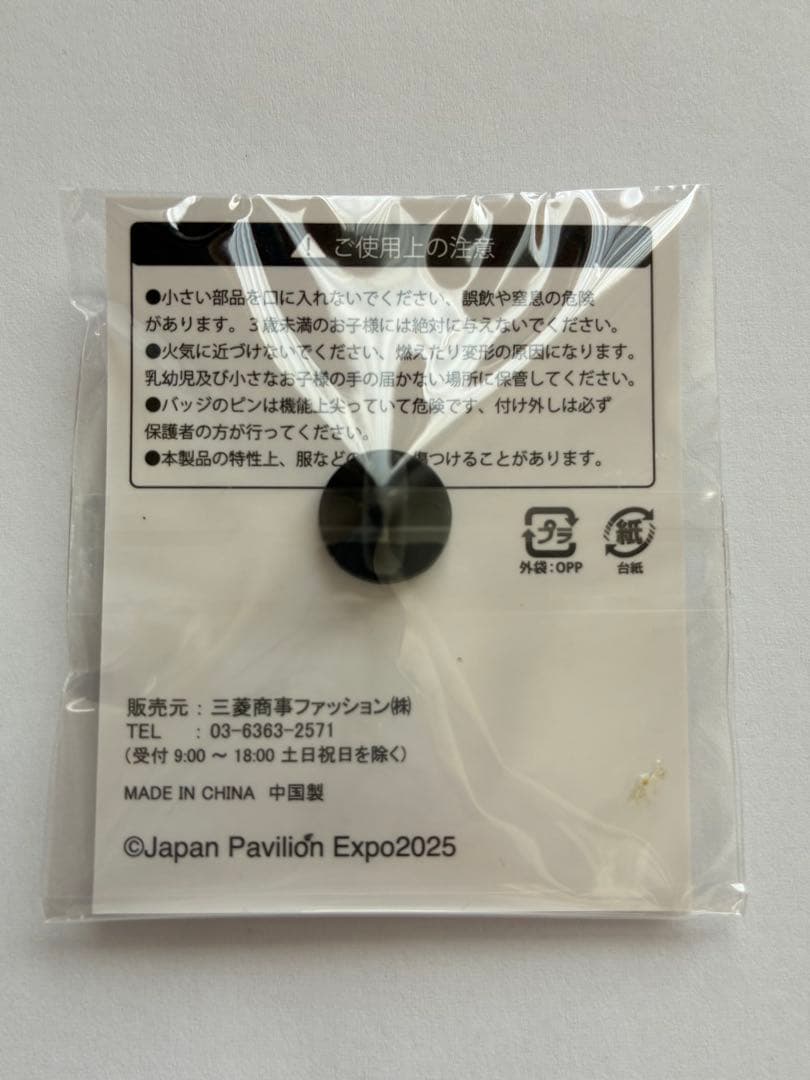 ご使用上の注意
●小さい部品を口に入れないでください、誤飲や窒息の危険
があります。3歳未満のお子様には絶対に与えないでください。
●火気に近づけないでください、燃えたり変形の原因になります。
乳幼児及び小さなお子様の手の届かない場所に保管してください。
●バッジのピンは機能上尖っていて危険です、付け外しは必ず
保護者の方が行ってください。
●本製品の特性上、服などの 傷つけることがあります。
プラ 紙
外袋:OPP 台紙
販売元:三菱商事ファッション㈱
TEL :03-6363-2571
(受付 9:00 ~ 18:00 土日祝日を除く)
MADE IN CHINA 中国製
©Japan Pavilion Expo2025